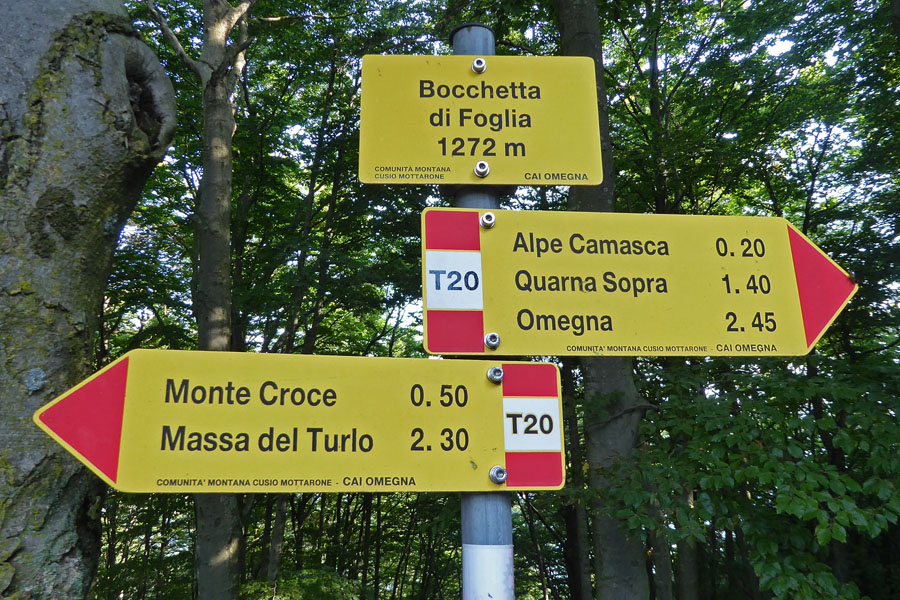 Bocchetta
di Foglia
1272 m
COMUNITÀ MONTANA
CUSIO MOTTARONE
CAI OMEGNA
T20
Alpe Camasca 0. 20
Quarna Sopra 1. 40
Omegna 2. 45
COMUNITA' MONTANA CUSIO MOTTARONE - CAI OMEGNA
Monte Croce 0. 50
Massa del Turlo 2. 30
T20
COMUNITA' MONTANA CUSIO MOTTARONE - CAI OMEGNA